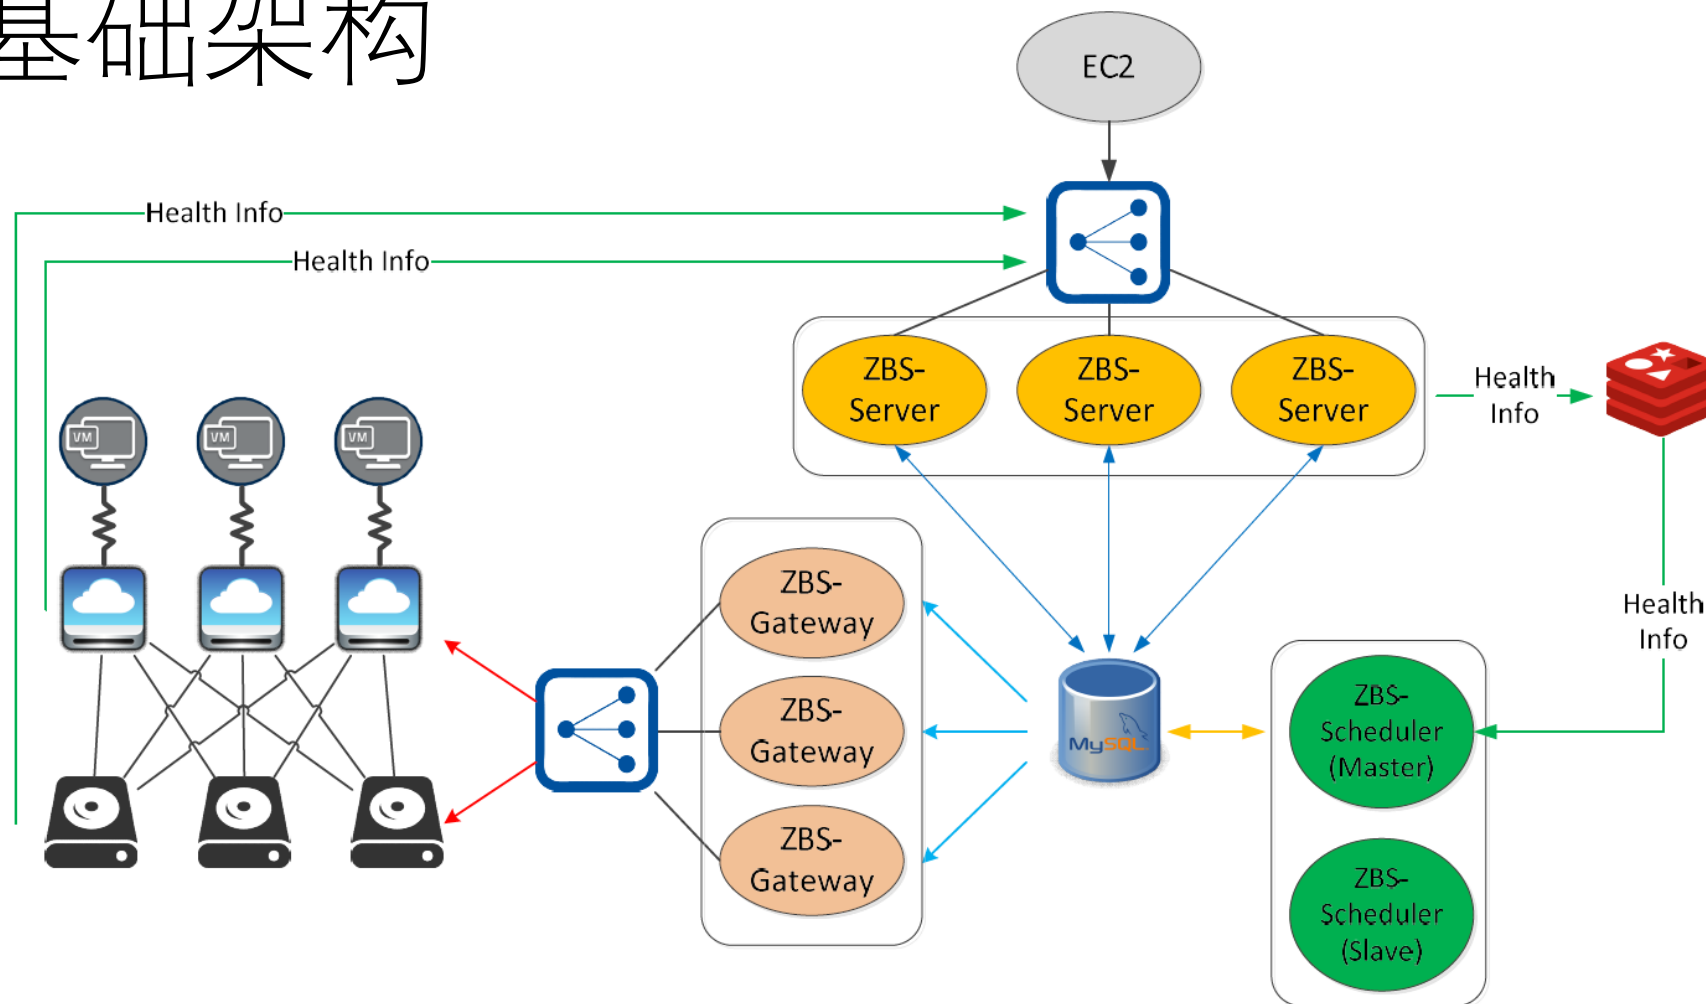 基础架构
EC2
Health Info
Health Info
ZBS-
Server
ZBS-
Server
ZBS-
Server
Health
Info
VM
VM
VM
ZBS-
Gateway
ZBS-
Gateway
ZBS-
Gateway
MySQL
Health
Info
ZBS-
Scheduler
(Master)
ZBS-
Scheduler
(Slave)